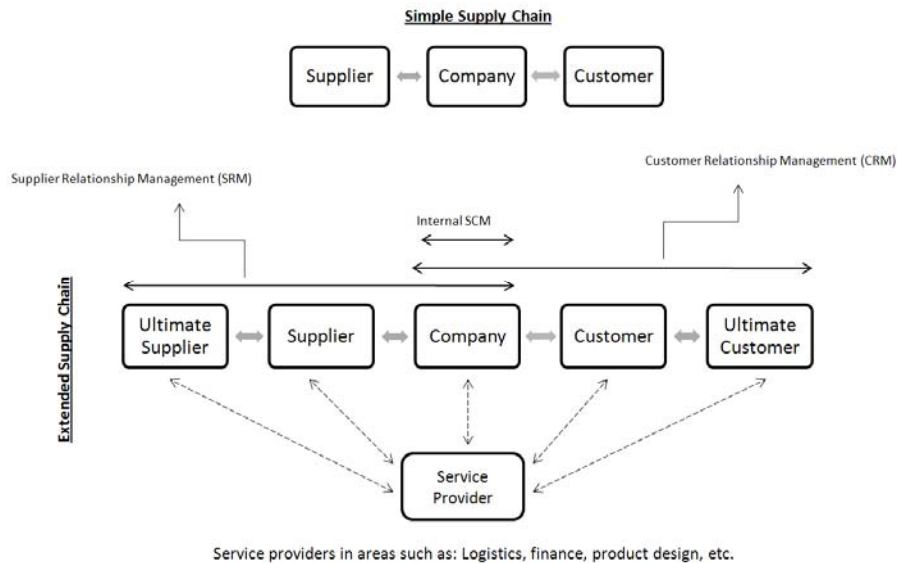 Simple Supply Chain
Supplier
Company
Customer
Customer Relationship Management (CRM)
Supplier Relationship Management (SRM)
Internal SCM
Extended Supply Chain
Ultimate
Supplier
Supplier
Company
Customer
Ultimate
Customer
Service
Provider
Service providers in areas such as: Logistics, finance, product design, etc.